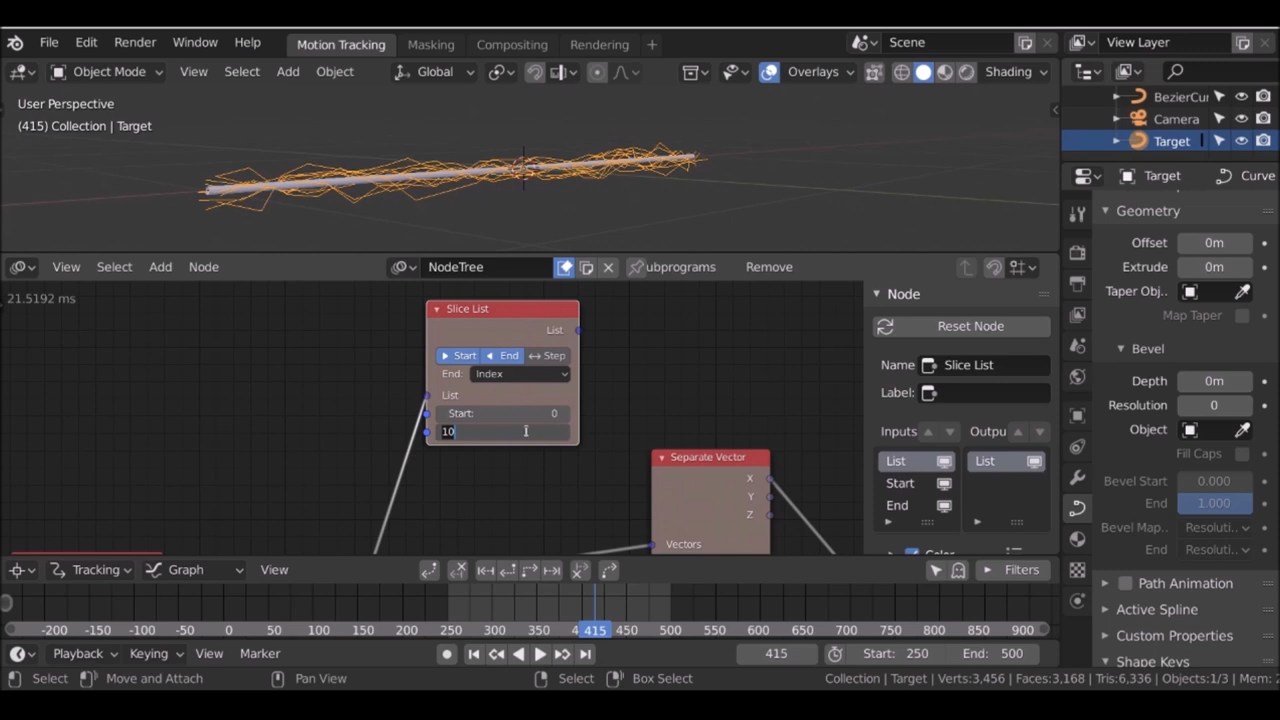 File Edit Render Window Help Motion Tracking Masking Compositing Rendering + Scene View Layer
Object Mode View Select Add Object Global Overlays Shading
User Perspective
(415) Collection | Target
BezierCur
Camera
Target
Target Curve
Geometry
Offset 0m
Extrude 0m
Taper Obj..
Map Taper
Bevel
Depth 0m
Resolution 0
Object
Fill Caps
Bevel Start 0.000
End 1.000
Bevel Map.. Resoluti..
End Resoluti..
Path Animation
Active Spline
Custom Properties
Shape Keys
View Select Add Node NodeTree ubprograms Remove
21.5192 ms
Slice List
List
Start End Step
End: Index
List
Start: 0
10
Separate Vector
X
Y
Z
Vectors
Node
Reset Node
Name Slice List
Label:
Inputs Outpu
List List
Start
End
Color
Tracking Graph View Filters
-200 -150 -100 -50 0 50 100 150 200 250 300 350 4 415 450 500 550 600 650 700 750 800 850 900
Playback Keying View Marker 415 Start: 250 End: 500
Select Move and Attach Pan View Select Box Select Collection | Target | Verts:3,456 | Faces:3,168 | Tris:6,336 | Objects:1/3 | Mem: 2